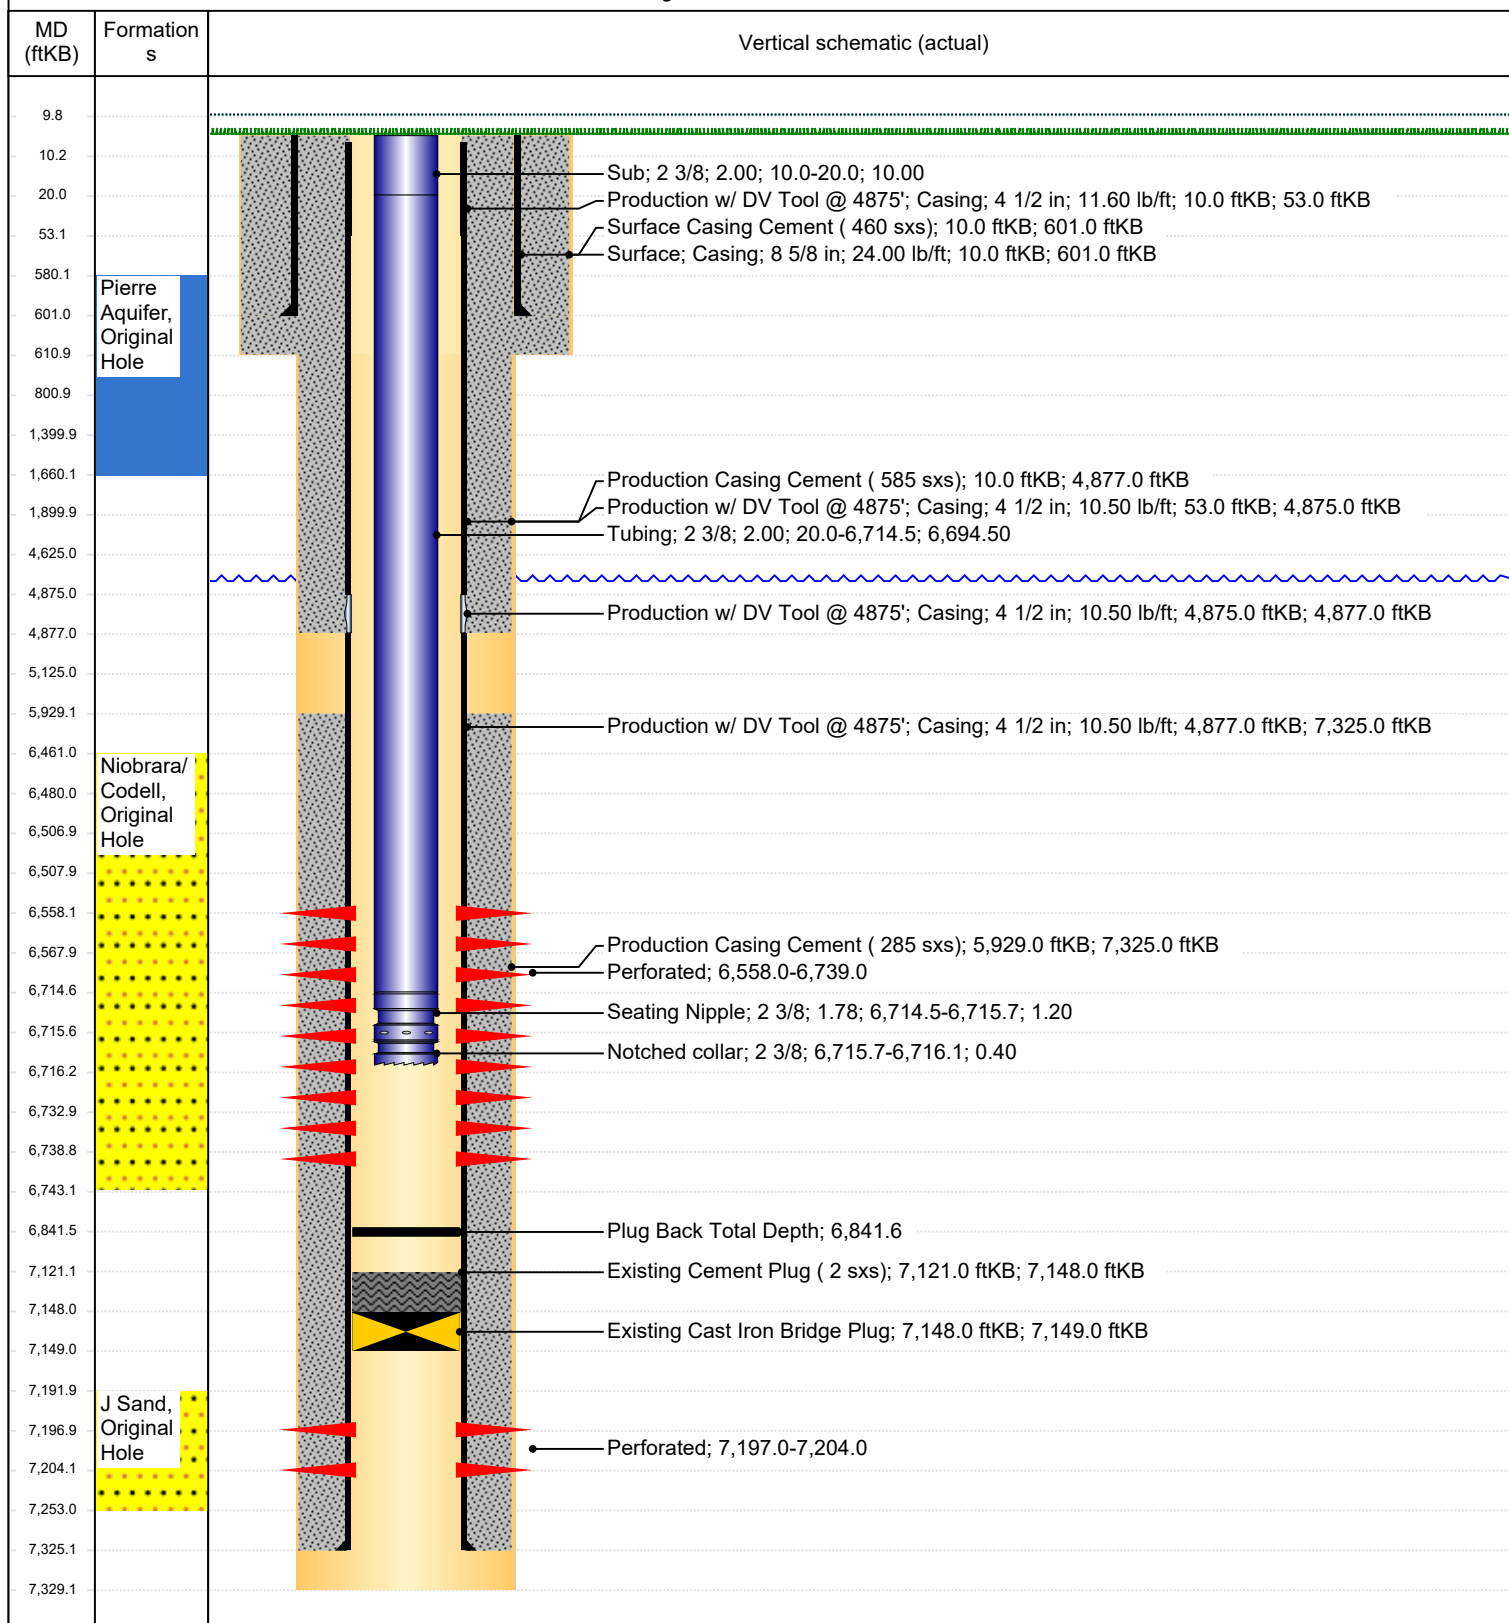 MD
(ftKB)
Formation
s
Vertical schematic (actual)
9.8
10.2
20.0
53.1
580.1
601.0
610.9
800.9
1,399.9
1,660.1
1,899.9
4,625.0
4,875.0
4,877.0
5,125.0
5,929.1
6,461.0
6,480.0
6,506.9
6,507.9
6,558.1
6,567.9
6,714.6
6,715.6
6,716.2
6,732.9
6,738.8
6,743.1
6,841.5
7,121.1
7,148.0
7,149.0
7,191.9
7,196.9
7,204.1
7,253.0
7,325.1
7,329.1
Pierre
Aquifer,
Original
Hole
Niobrara/
Codell,
Original
Hole
J Sand,
Original
Hole
Sub; 2 3/8; 2.00; 10.0-20.0; 10.00
Production w/ DV Tool @ 4875'; Casing; 4 1/2 in; 11.60 lb/ft; 10.0 ftKB; 53.0 ftKB
Surface Casing Cement ( 460 sxs); 10.0 ftKB; 601.0 ftKB
Surface; Casing; 8 5/8 in; 24.00 lb/ft; 10.0 ftKB; 601.0 ftKB
Production Casing Cement ( 585 sxs); 10.0 ftKB; 4,877.0 ftKB
Production w/ DV Tool @ 4875'; Casing; 4 1/2 in; 10.50 lb/ft; 53.0 ftKB; 4,875.0 ftKB
Tubing; 2 3/8; 2.00; 20.0-6,714.5; 6,694.50
Production w/ DV Tool @ 4875'; Casing; 4 1/2 in; 10.50 lb/ft; 4,875.0 ftKB; 4,877.0 ftKB
Production w/ DV Tool @ 4875'; Casing; 4 1/2 in; 10.50 lb/ft; 4,877.0 ftKB; 7,325.0 ftKB
Production Casing Cement ( 285 sxs); 5,929.0 ftKB; 7,325.0 ftKB
Perforated; 6,558.0-6,739.0
Seating Nipple; 2 3/8; 1.78; 6,714.5-6,715.7; 1.20
Notched collar; 2 3/8; 6,715.7-6,716.1; 0.40
Plug Back Total Depth; 6,841.6
Existing Cement Plug ( 2 sxs); 7,121.0 ftKB; 7,148.0 ftKB
Existing Cast Iron Bridge Plug; 7,148.0 ftKB; 7,149.0 ftKB
Perforated; 7,197.0-7,204.0